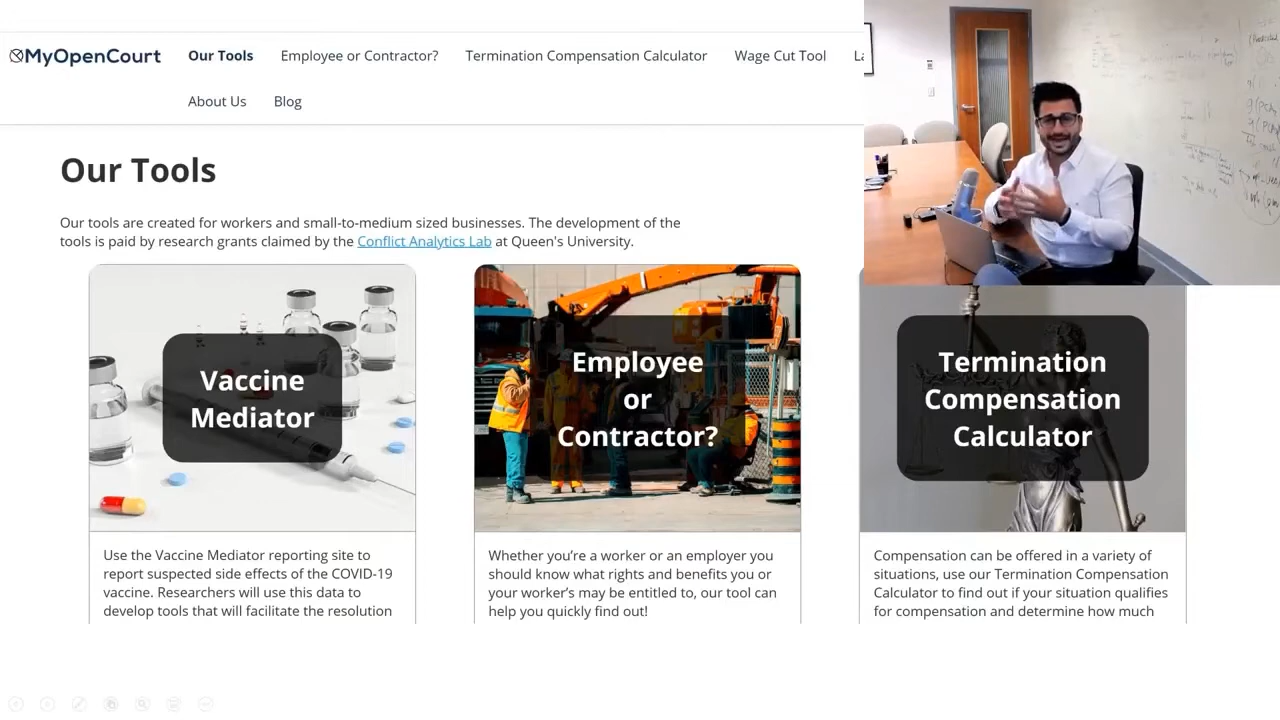 MyOpenCourt
Our Tools
Employee or Contractor?
Termination Compensation Calculator
Wage Cut Tool
About Us
Blog
Our Tools
Our tools are created for workers and small-to-medium sized businesses. The development of the
tools is paid by research grants claimed by the Conflict Analytics Lab at Queen's University.
Vaccine
Mediator
Employee
or
Contractor?
Termination
Compensation
Calculator
Use the Vaccine Mediator reporting site to
report suspected side effects of the COVID-19
vaccine. Researchers will use this data to
develop tools that will facilitate the resolution
Whether you’re a worker or an employer you
should know what rights and benefits you or
your worker’s may be entitled to, our tool can
help you quickly find out!
Compensation can be offered in a variety of
situations, use our Termination Compensation
Calculator to find out if your situation qualifies
for compensation and determine how much